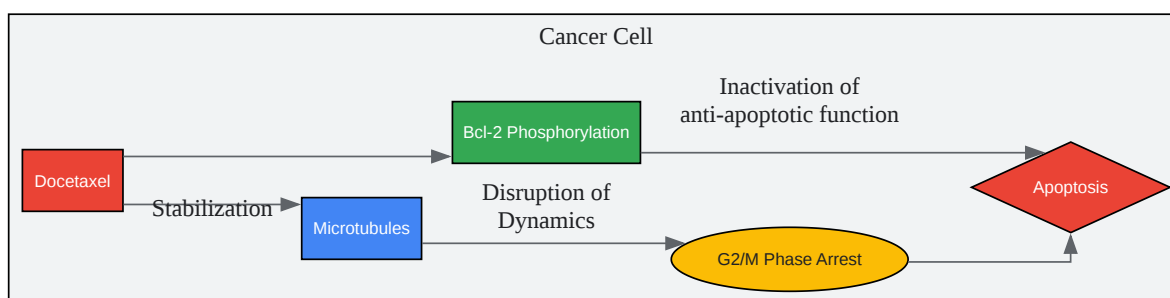 Cancer Cell
Inactivation of
anti-apoptotic function
Bcl-2 Phosphorylation
Docetaxel
Stabilization
Microtubules
Disruption of
Dynamics
G2/M Phase Arrest
Apoptosis